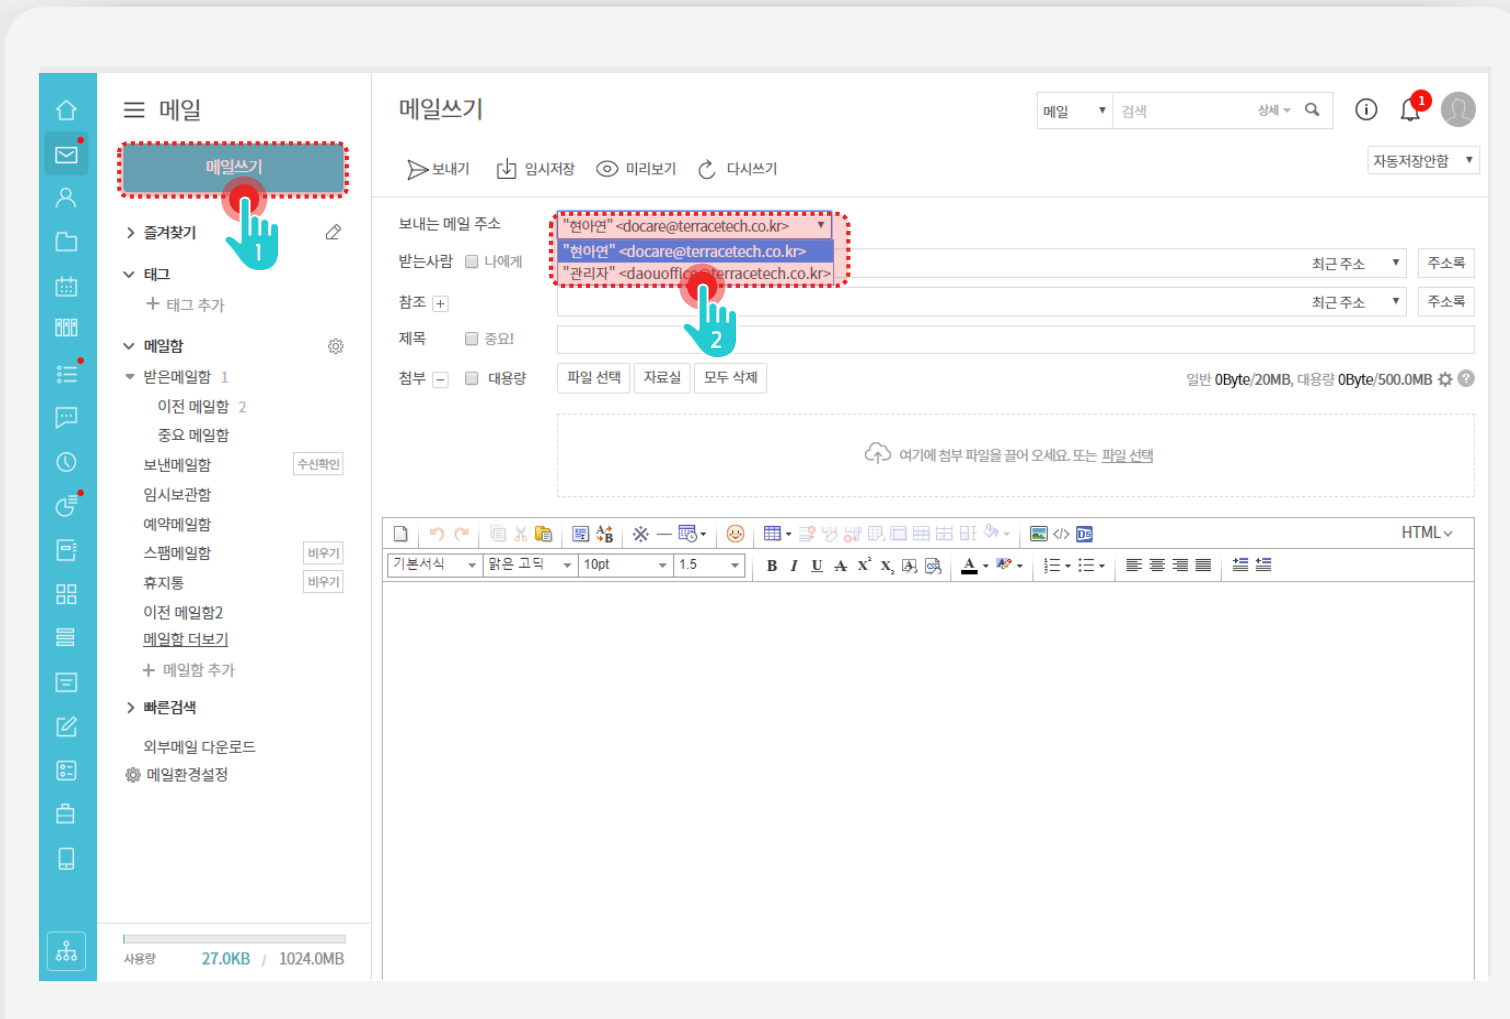 메일
메일쓰기
1
즐겨찾기
태그
태그 추가
메일함
받은메일함 1
이전 메일함 2
중요 메일함
보낸메일함 수신확인
임시보관함
예약메일함
스팸메일함 비우기
휴지통 비우기
이전 메일함2
메일함 더보기
메일함 추가
빠른검색
외부메일 다운로드
메일환경설정
사용량 27.0KB / 1024.0MB
메일쓰기
메일 검색 상세 1
보내기 임시저장 미리보기 다시쓰기 자동저장안함
보내는 메일 주소 "현아연" <docare@terracetech.co.kr>
"현아연" <docare@terracetech.co.kr>
"관리자" <daouoffice@terracetech.co.kr>
2
받는사람 나에게 최근 주소 주소록
참조 최근 주소 주소록
제목 중요!
첨부 대용량 파일 선택 자료실 모두 삭제 일반 0Byte/20MB, 대용량 0Byte/500.0MB
여기에 첨부 파일을 끌어 오세요. 또는 파일 선택
HTML
기본서식 맑은 고딕 10pt 1.5